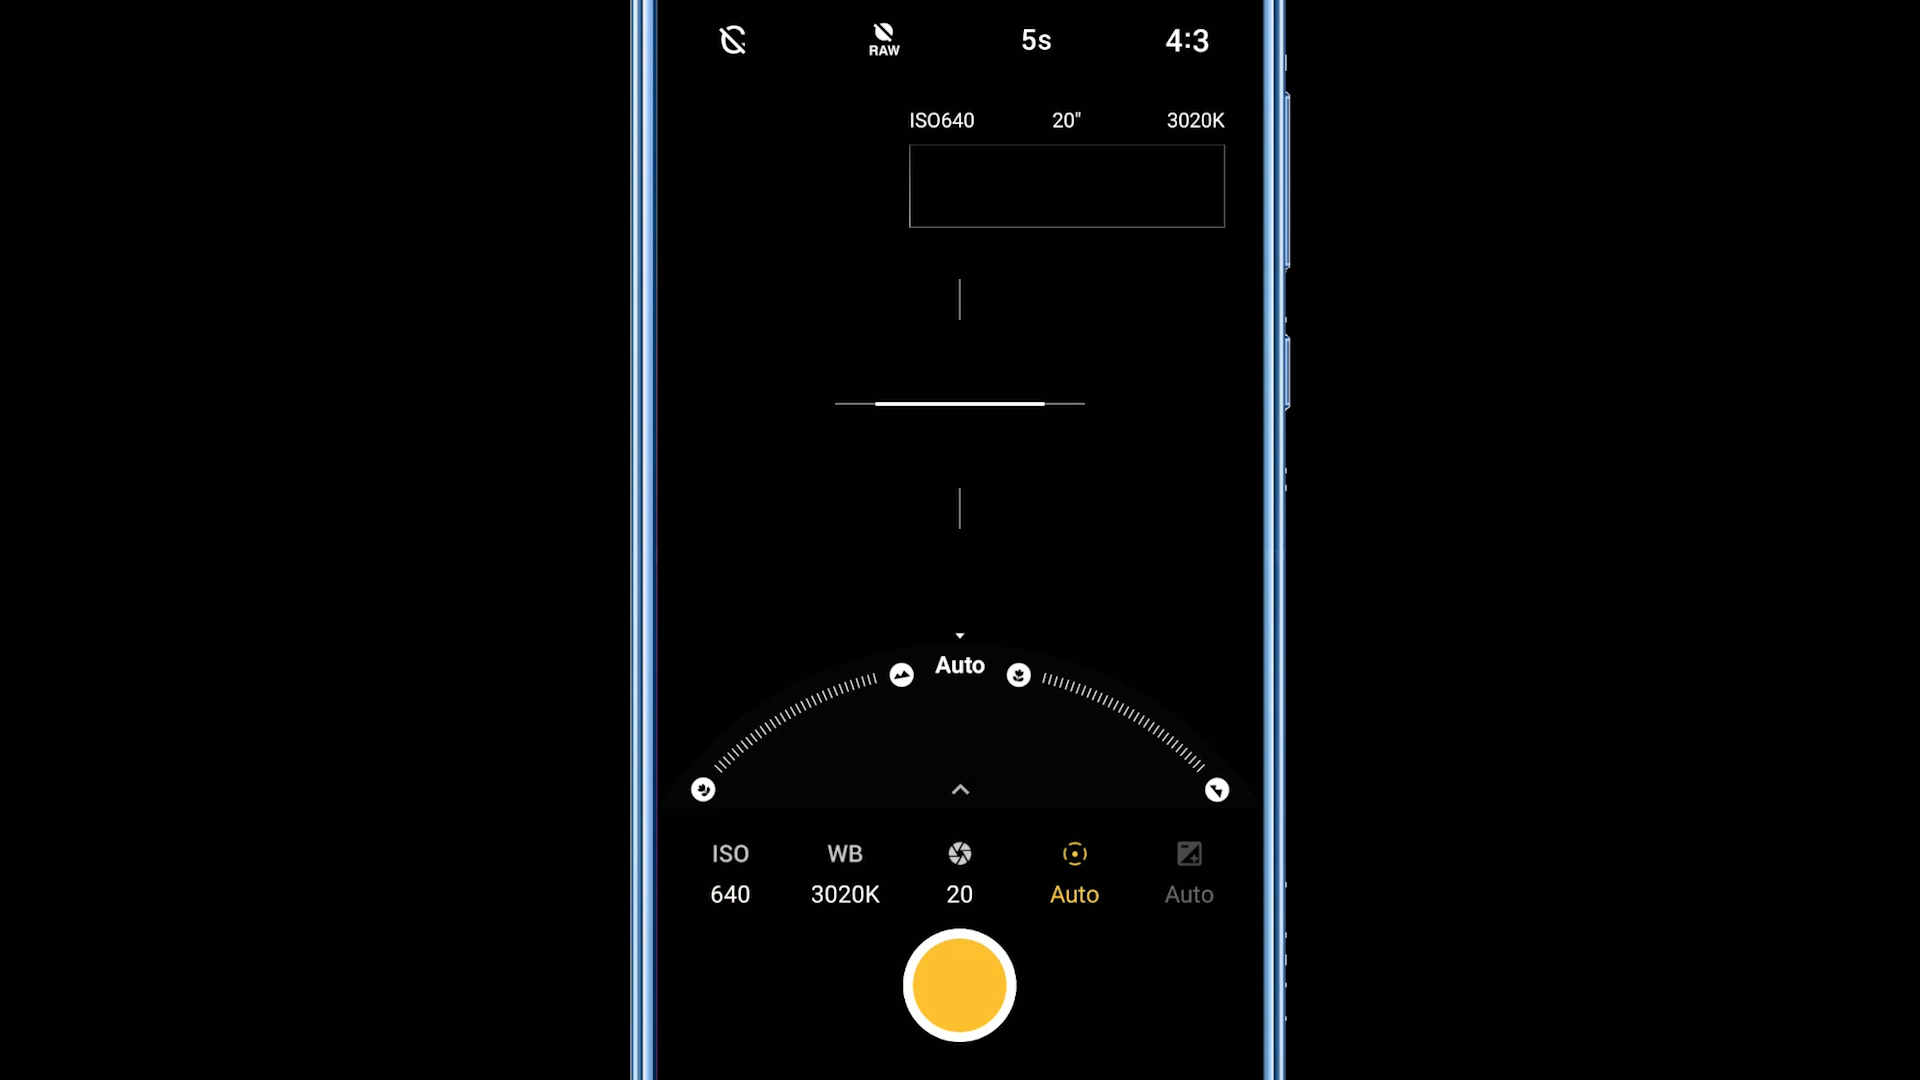 RAW 5s 4:3
ISO640 20" 3020K
Auto
ISO WB
640 3020K 20 Auto Auto